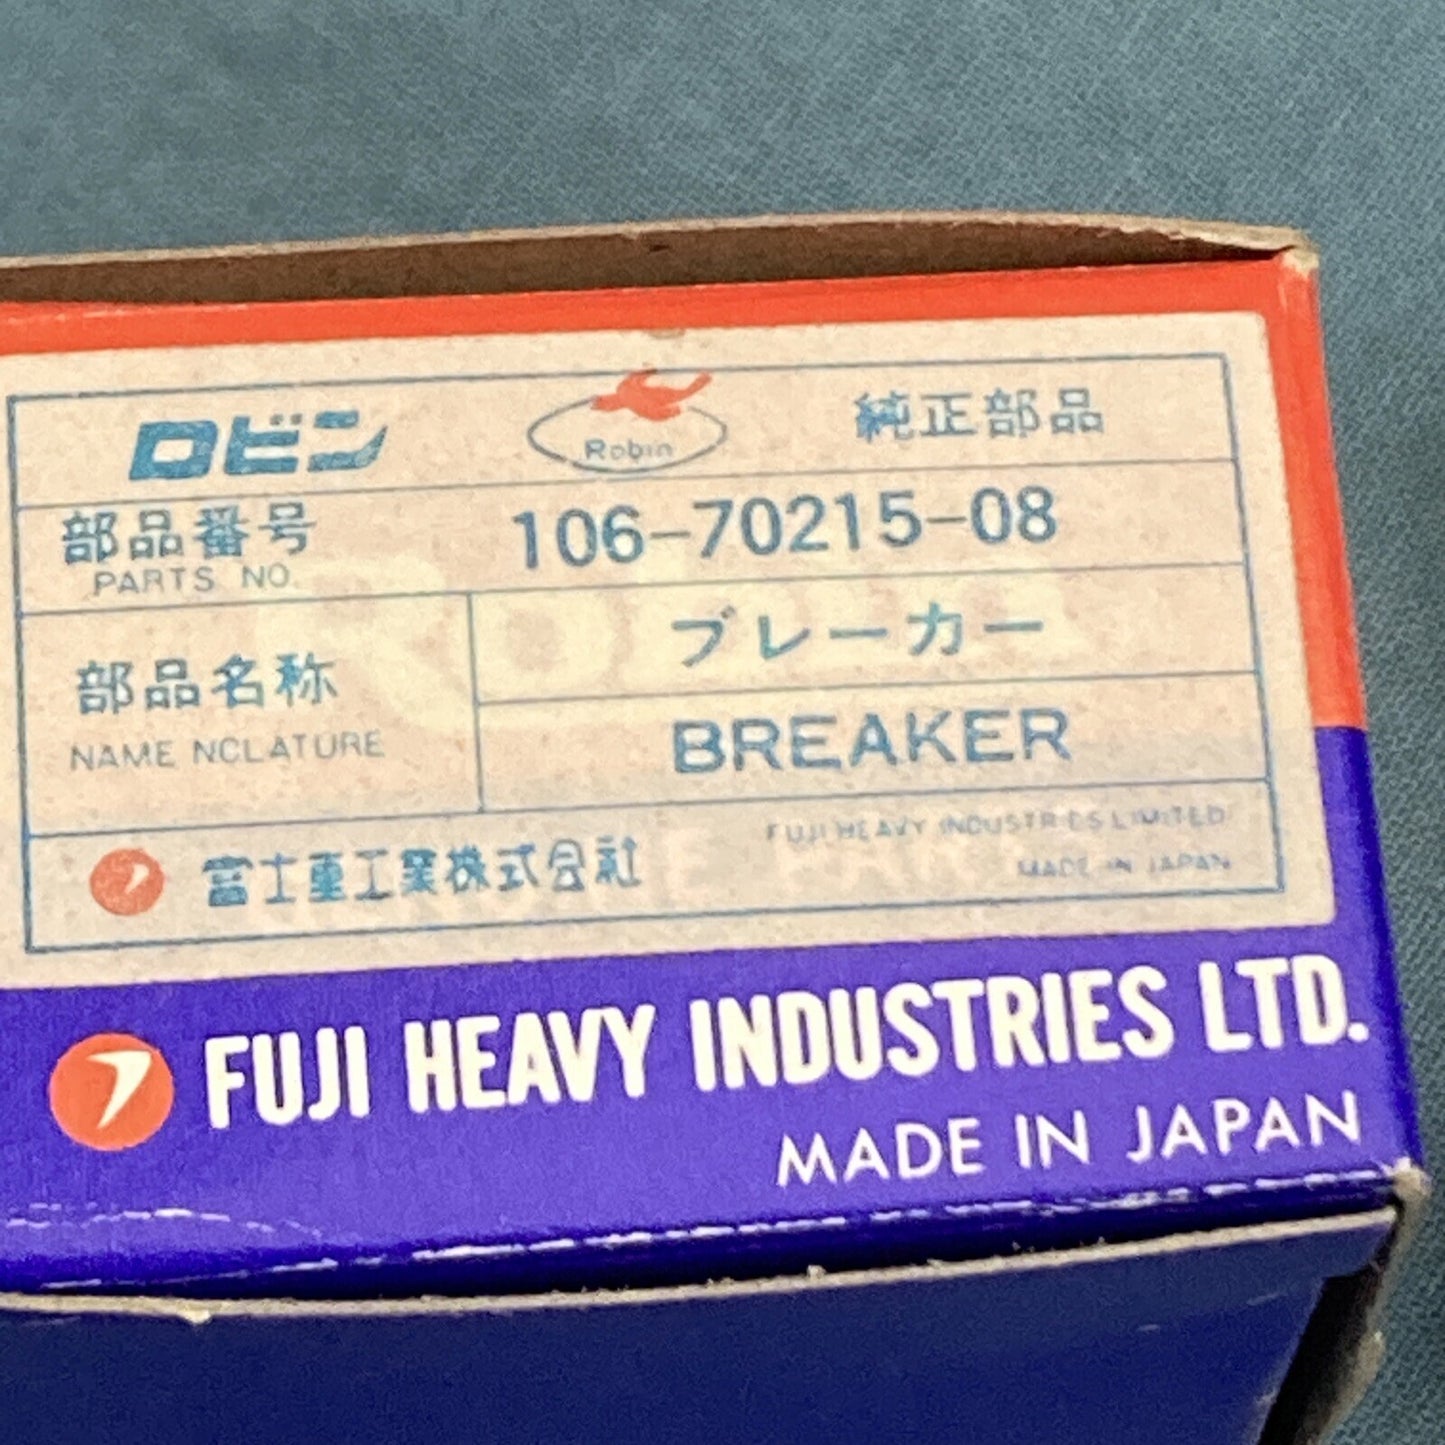 ロビン Robin 純正部品
部品番号 106-70215-08
PARTS NO.
部品名称 ブレーカー
NAME NCLATURE BREAKER
富士重工業株式会社 FUJI HEAVY INDUSTRIES LIMITED
MADE IN JAPAN
FUJI HEAVY INDUSTRIES LTD.
MADE IN JAPAN